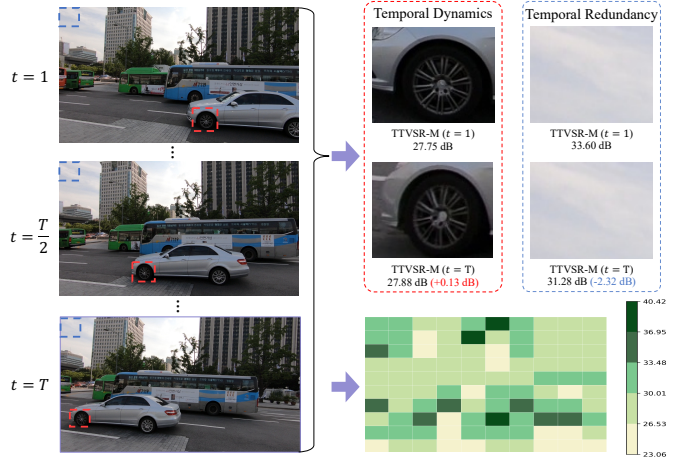 Temporal Dynamics
Temporal Redundancy
t = 1
TTVSR-M (t = 1)
27.75 dB
TTVSR-M (t = 1)
33.60 dB
t = T/2
TTVSR-M (t = T)
27.88 dB (+0.13 dB)
TTVSR-M (t = T)
31.28 dB (-2.32 dB)
t = T
40.42
36.95
33.48
30.01
26.53
23.06